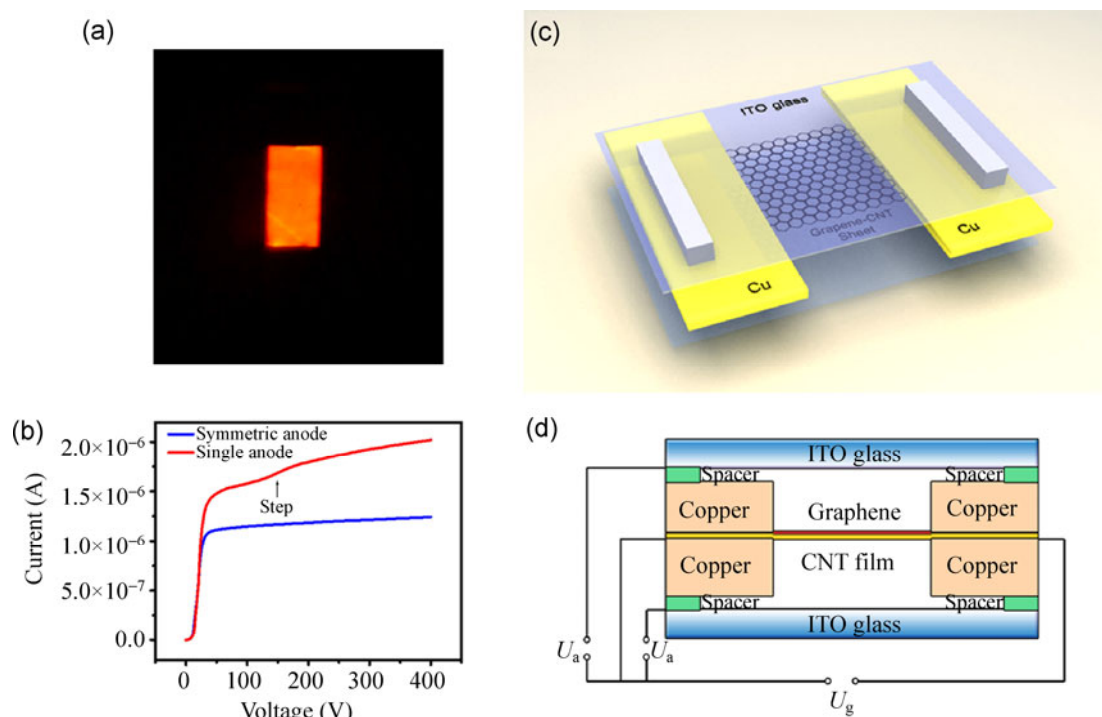 (a)
(c)
ITO glass
Grapene-CNT
Sheet
Cu
Cu
(b)
Symmetric anode
Single anode
Step
2.0×10⁻⁶
1.5×10⁻⁶
1.0×10⁻⁶
5.0×10⁻⁷
0.0
Current (A)
0 100 200 300 400
Voltage (V)
(d)
ITO glass
Spacer Spacer
Copper Graphene Copper
Copper CNT film Copper
Spacer Spacer
ITO glass
Uₐ Uₐ
U_g